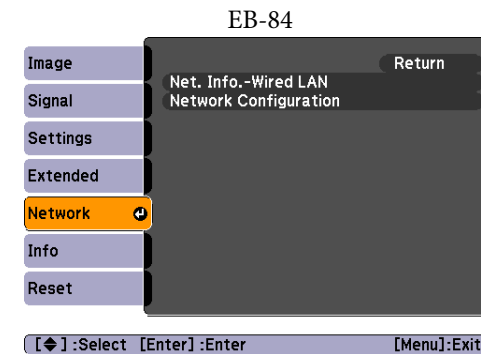 EB-84
Image
Signal
Settings
Extended
Network
Info
Reset
Return
Net. Info.-Wired LAN
Network Configuration
[◆] :Select [Enter] :Enter [Menu]:Exit